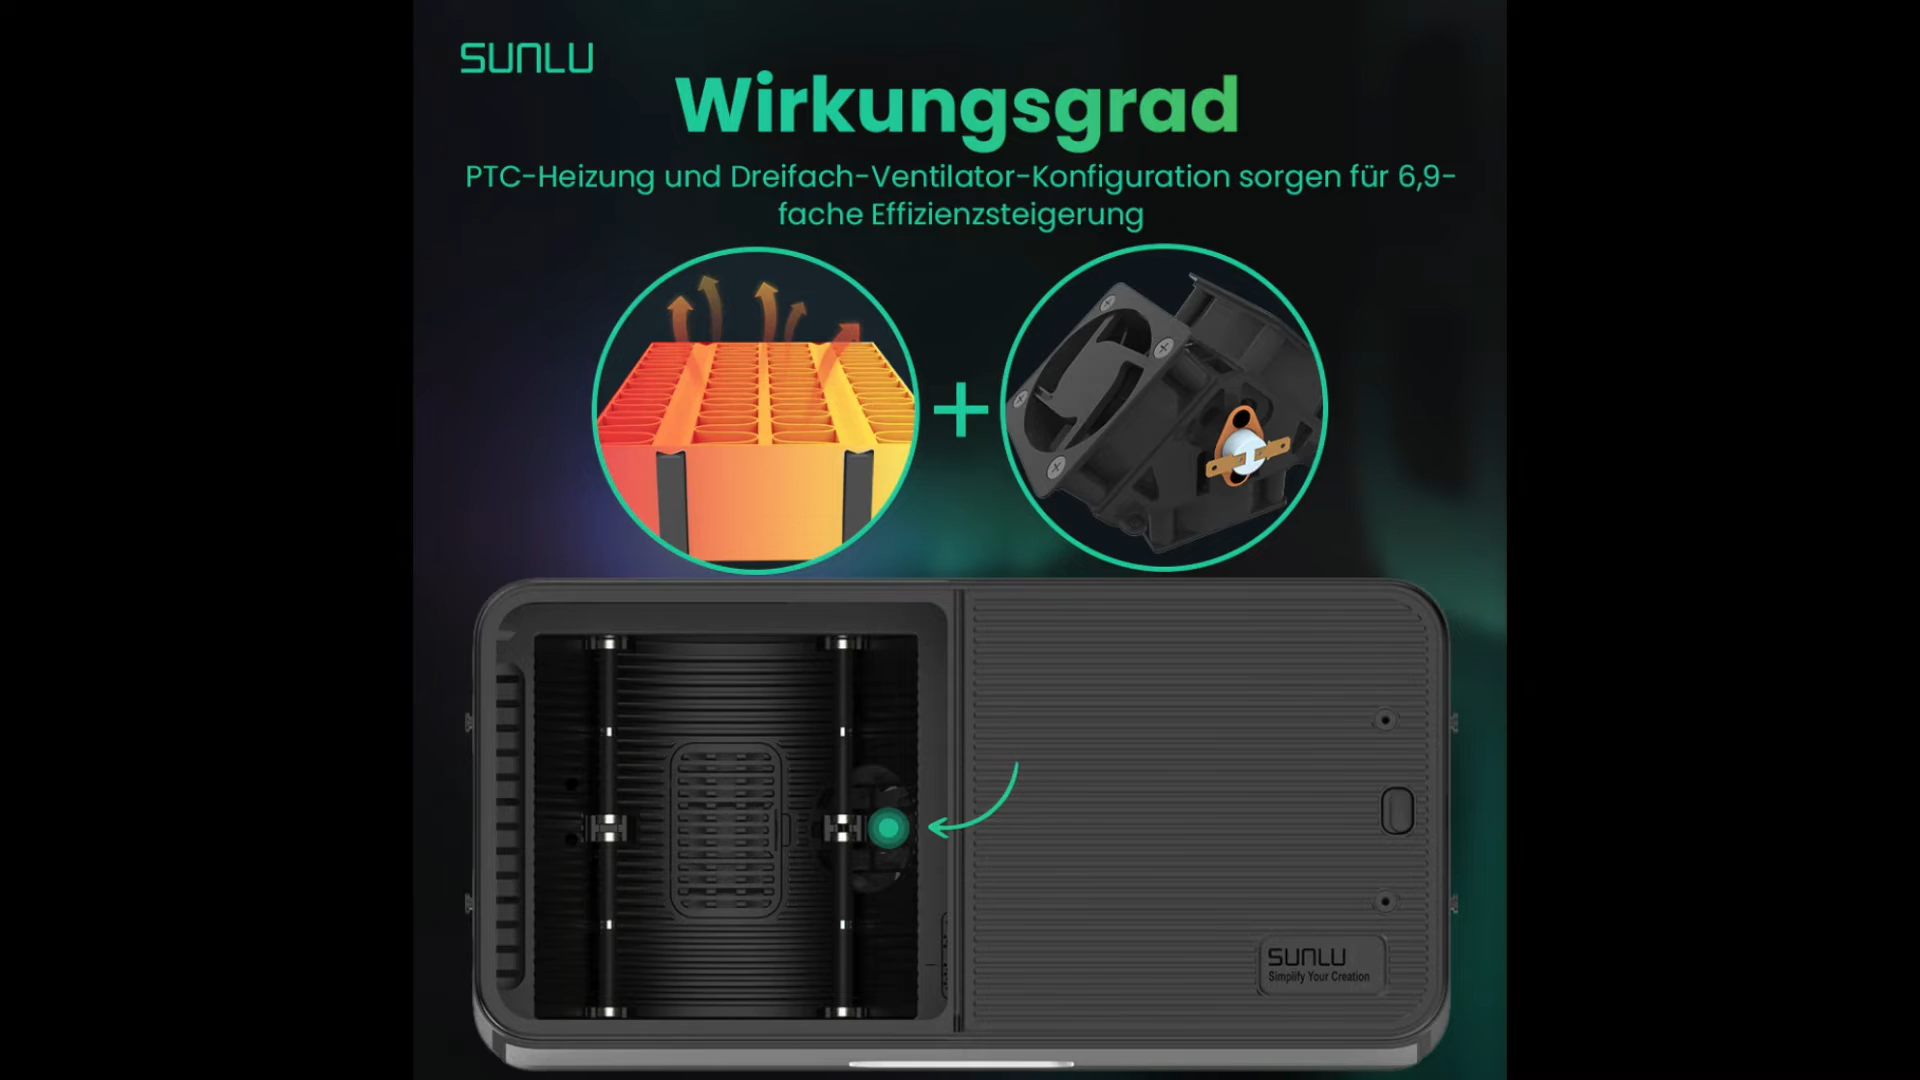 SUNLU
Wirkungsgrad
PTC-Heizung und Dreifach-Ventilator-Konfiguration sorgen für 6,9-
fache Effizienzsteigerung
SUNLU
Simplify Your Creation